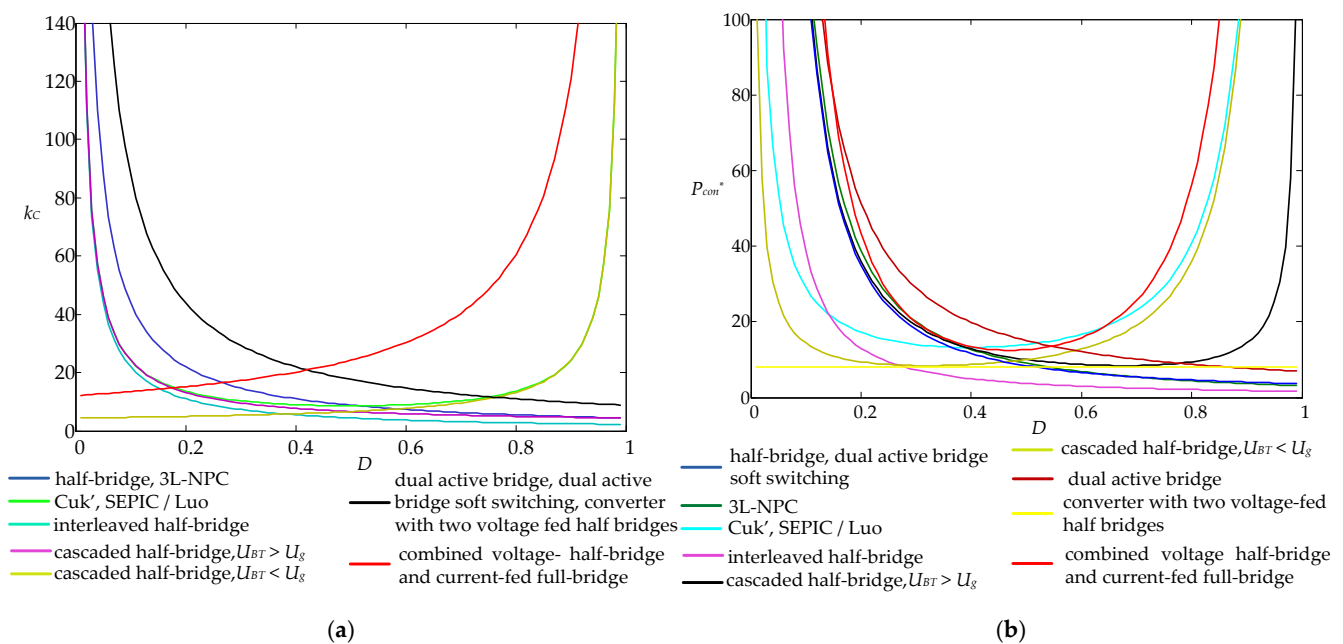 140
120
100
80
kC
60
40
20
0
0 0.2 0.4 0.6 0.8 1
D
half-bridge, 3L-NPC
Cuk', SEPIC / Luo
interleaved half-bridge
cascaded half-bridge,UBT > Ug
cascaded half-bridge,UBT < Ug
dual active bridge, dual active
bridge soft switching, converter
with two voltage fed half bridges
combined voltage- half-bridge
and current-fed full-bridge
(a)
100
80
60
Pcon*
40
20
0
0 0.2 0.4 0.6 0.8 1
D
half-bridge, dual active bridge
soft switching
3L-NPC
Cuk', SEPIC / Luo
interleaved half-bridge
cascaded half-bridge,UBT > Ug
cascaded half-bridge,UBT < Ug
dual active bridge
converter with two voltage-fed
half bridges
combined voltage half-bridge
and current-fed full-bridge
(b)